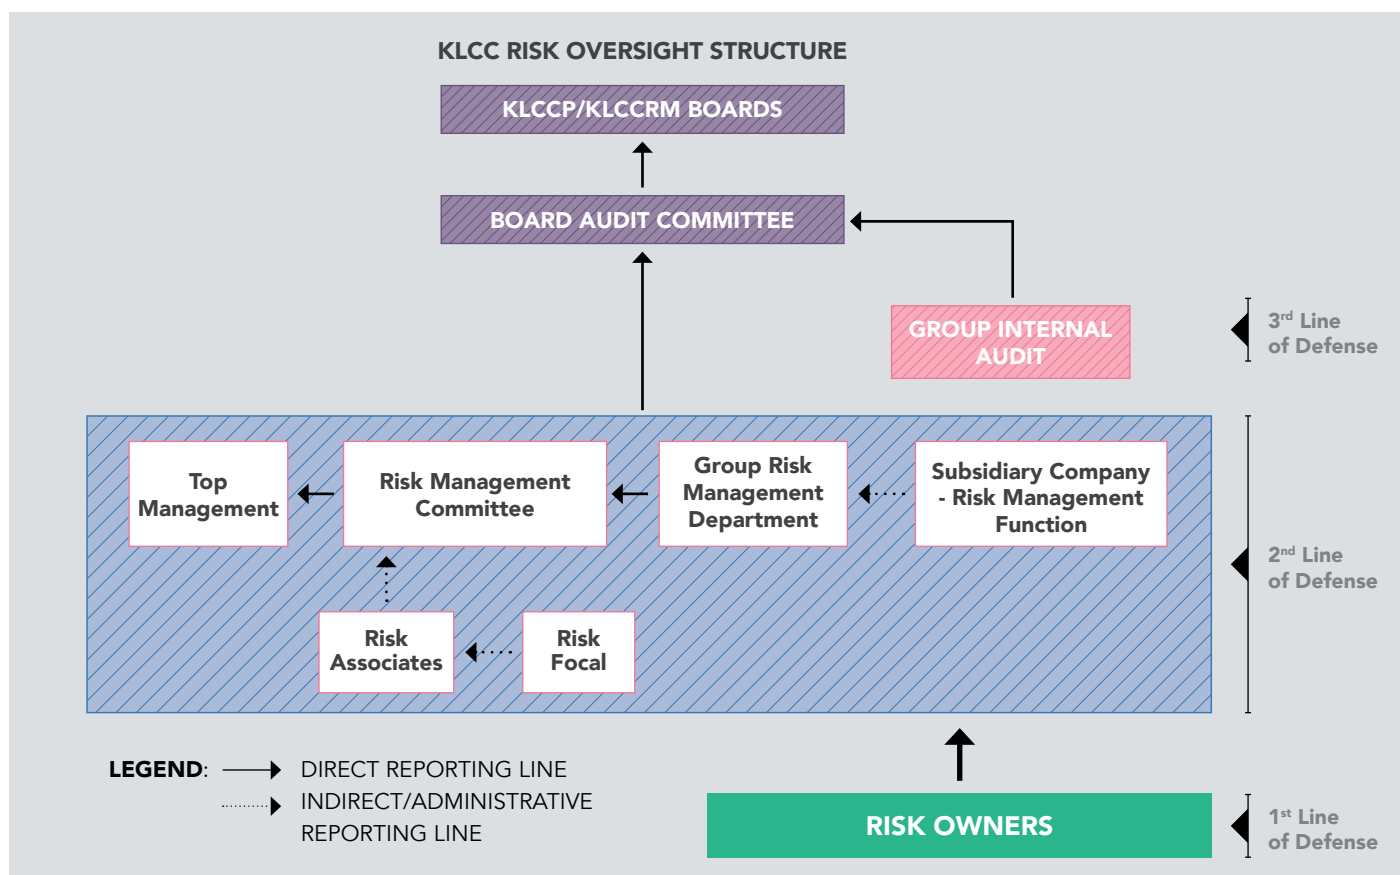 KLCC RISK OVERSIGHT STRUCTURE
KLCCP/KLCCRM BOARDS
BOARD AUDIT COMMITTEE
GROUP INTERNAL
AUDIT
3rd Line
of Defense
Top
Management
Risk Management
Committee
Group Risk
Management
Department
Subsidiary Company
- Risk Management
Function
2nd Line
of Defense
Risk
Associates
Risk
Focal
LEGEND:
DIRECT REPORTING LINE
INDIRECT/ADMINISTRATIVE
REPORTING LINE
RISK OWNERS
1st Line
of Defense